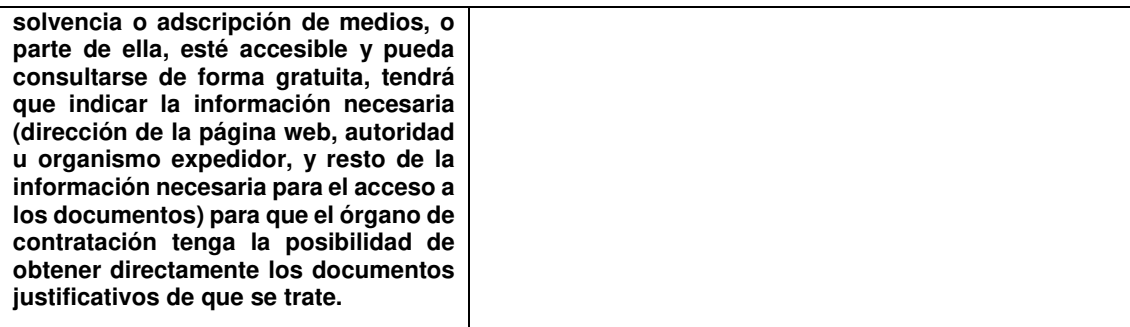 solvencia o adscripción de medios, o
parte de ella, esté accesible y pueda
consultarse de forma gratuita, tendrá
que indicar la información necesaria
(dirección de la página web, autoridad
u organismo expedidor, y resto de la
información necesaria para el acceso a
los documentos) para que el órgano de
contratación tenga la posibilidad de
obtener directamente los documentos
justificativos de que se trate.